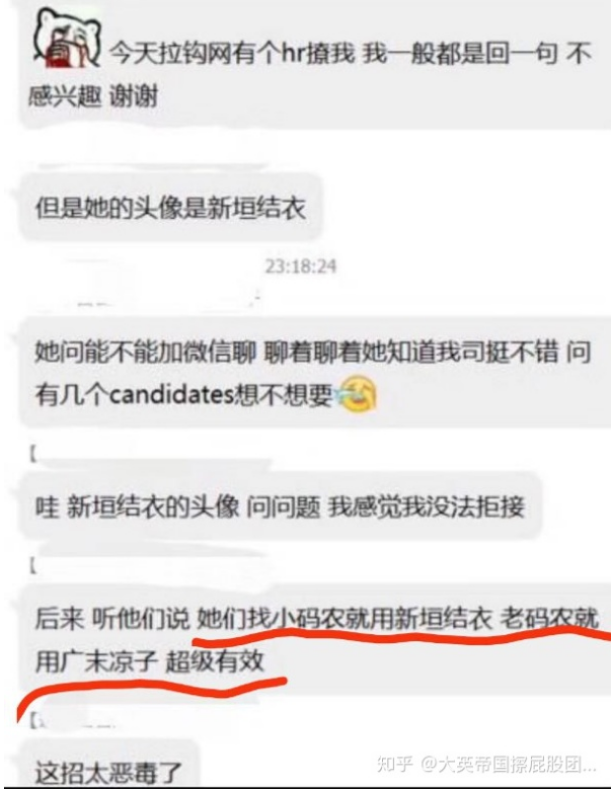 今天拉钩网有个hr撩我 我一般都是回一句 不
感兴趣 谢谢
但是她的头像是新垣结衣
23:18:24
她问能不能加微信聊 聊着聊着她知道我司挺不错 问
有几个candidates想不想要
【
哇 新垣结衣的头像 问问题 我感觉我没法拒接
【
后来 听他们说 她们找小码农就用新垣结衣 老码农就
用广末凉子 超级有效
【
这招太恶毒了
知乎 @大英帝国擦屁股团...